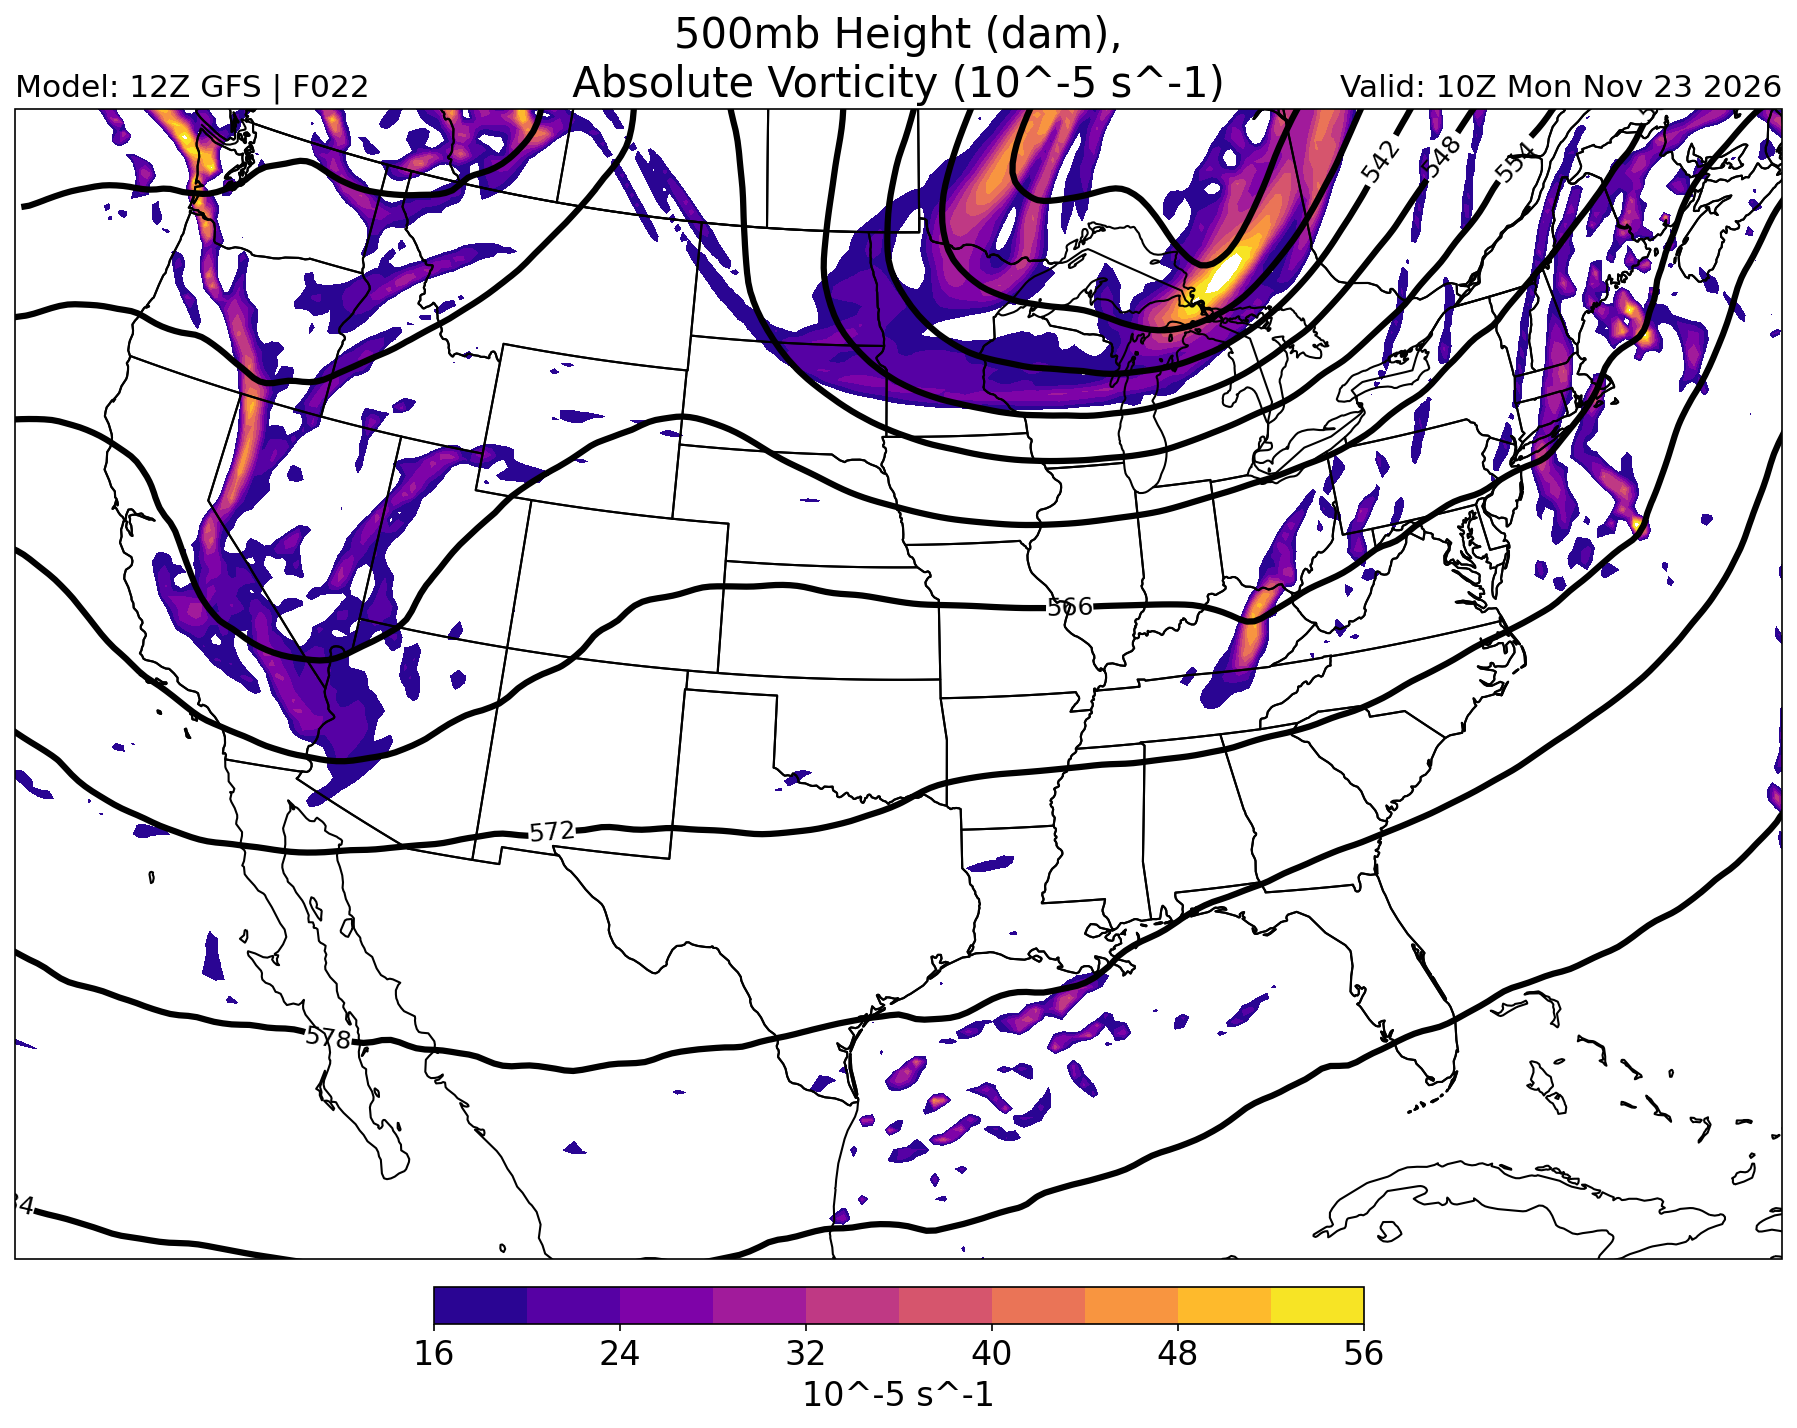 500mb Height (dam),
Absolute Vorticity (10^-5 s^-1)
Model: 12Z GFS | F022
Valid: 10Z Mon Nov 23 2026
542
548
554
566
572
578
16 24 32 40 48 56
10^-5 s^-1